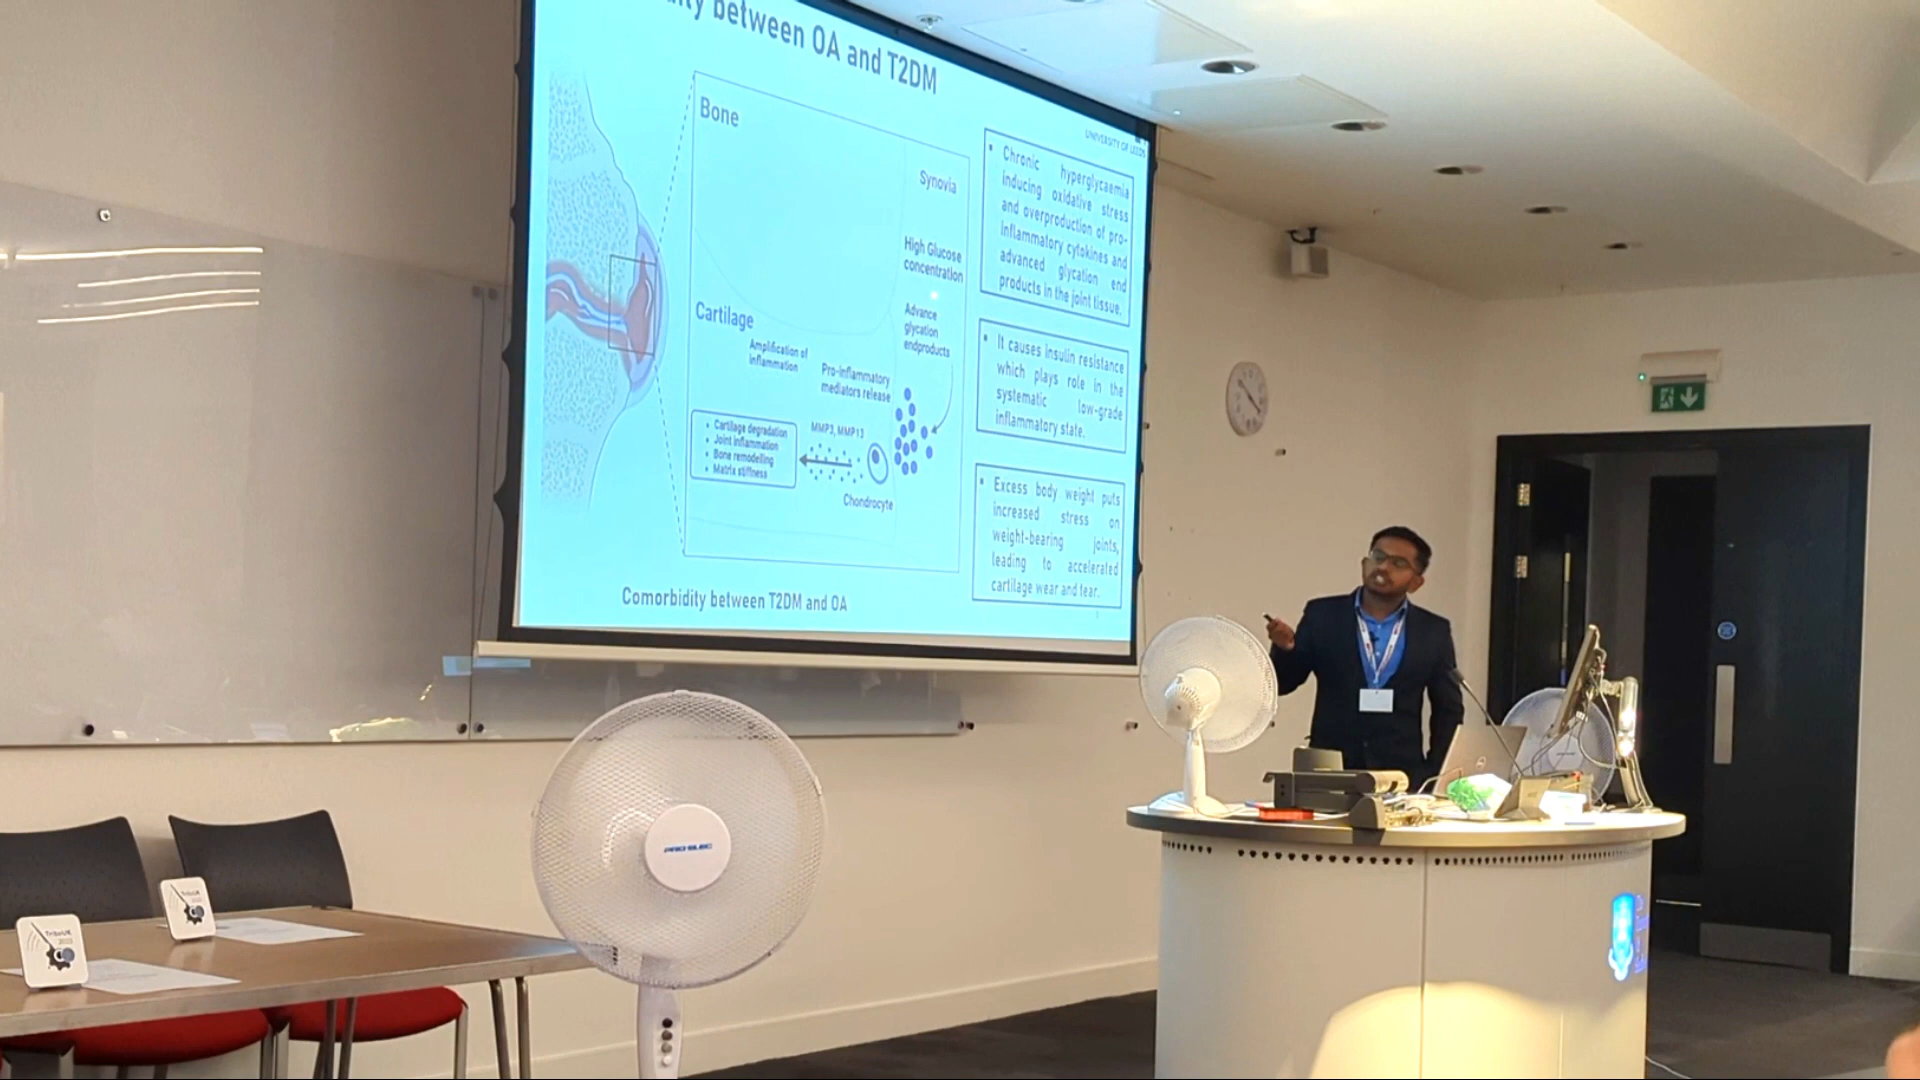 between OA and T2DM
UNIVERSITY OF LEEDS
Bone
Synovia
High Glucose
concentration
Advance
glycation
endproducts
Cartilage
Amplification of
inflammation
Pro-inflammatory
mediators release
MMP3, MMP13
• Cartilage degradation
• Joint inflammation
• Bone remodelling
• Matrix stiffness
Chondrocyte
Comorbidity between T2DM and OA
• Chronic hyperglycaemia
inducing oxidative stress
and overproduction of pro-
inflammatory cytokines and
advanced glycation end
products in the joint tissue.
• It causes insulin resistance
which plays role in the
systematic low-grade
inflammatory state.
• Excess body weight puts
increased stress on
weight-bearing joints,
leading to accelerated
cartilage wear and tear.
PRO-ELEC
TriboUK
TriboUK
2023